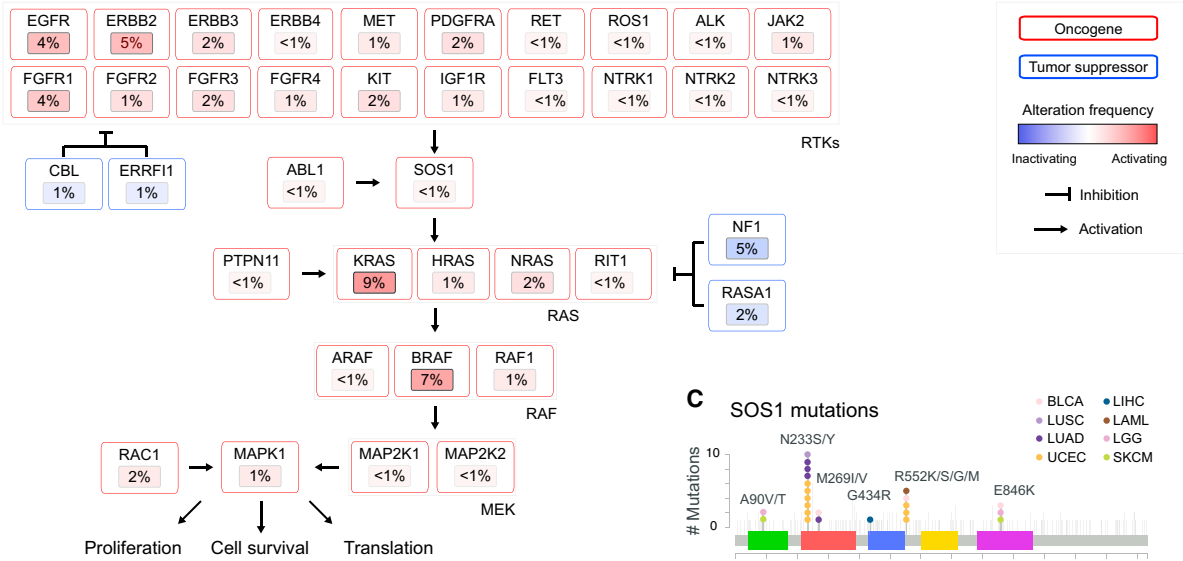 EGFR ERBB2 ERBB3 ERBB4 MET PDGFRA RET ROS1 ALK JAK2
4% 5% 2% <1% 1% 2% <1% <1% <1% 1%
FGFR1 FGFR2 FGFR3 FGFR4 KIT IGF1R FLT3 NTRK1 NTRK2 NTRK3
4% 1% 2% 1% 2% 1% <1% <1% <1% <1%
RTKs
Oncogene
Tumor suppressor
Alteration frequency
Inactivating Activating
Inhibition
Activation
CBL ERRFI1
1% 1%
ABL1 SOS1
<1% <1%
PTPN11 KRAS HRAS NRAS RIT1
<1% 9% 1% 2% <1%
RAS
NF1
5%
RASA1
2%
ARAF BRAF RAF1
<1% 7% 1%
RAF
RAC1 MAPK1 MAP2K1 MAP2K2
2% 1% <1% <1%
MEK
Proliferation Cell survival Translation
C SOS1 mutations
BLCA LIHC
LUSC LAML
LUAD LGG
UCEC SKCM
# Mutations
10
0
A90V/T
N233S/Y
M269I/V
G434R
R552K/S/G/M
E846K